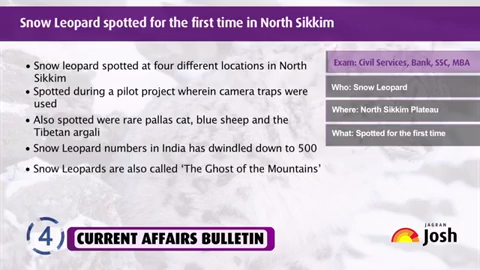 Snow Leopard spotted for the first time in North Sikkim
• Snow leopard spotted at four different locations in North
Sikkim
• Spotted during a pilot project wherein camera traps were
used
• Also spotted were rare pallas cat, blue sheep and the
Tibetan argali
• Snow Leopard numbers in India has dwindled down to 500
• Snow Leopards are also called ‘The Ghost of the Mountains’
Exam: Civil Services, Bank, SSC, MBA
Who: Snow Leopard
Where: North Sikkim Plateau
What: Spotted for the first time
4
CURRENT AFFAIRS BULLETIN
JAGRAN
Josh